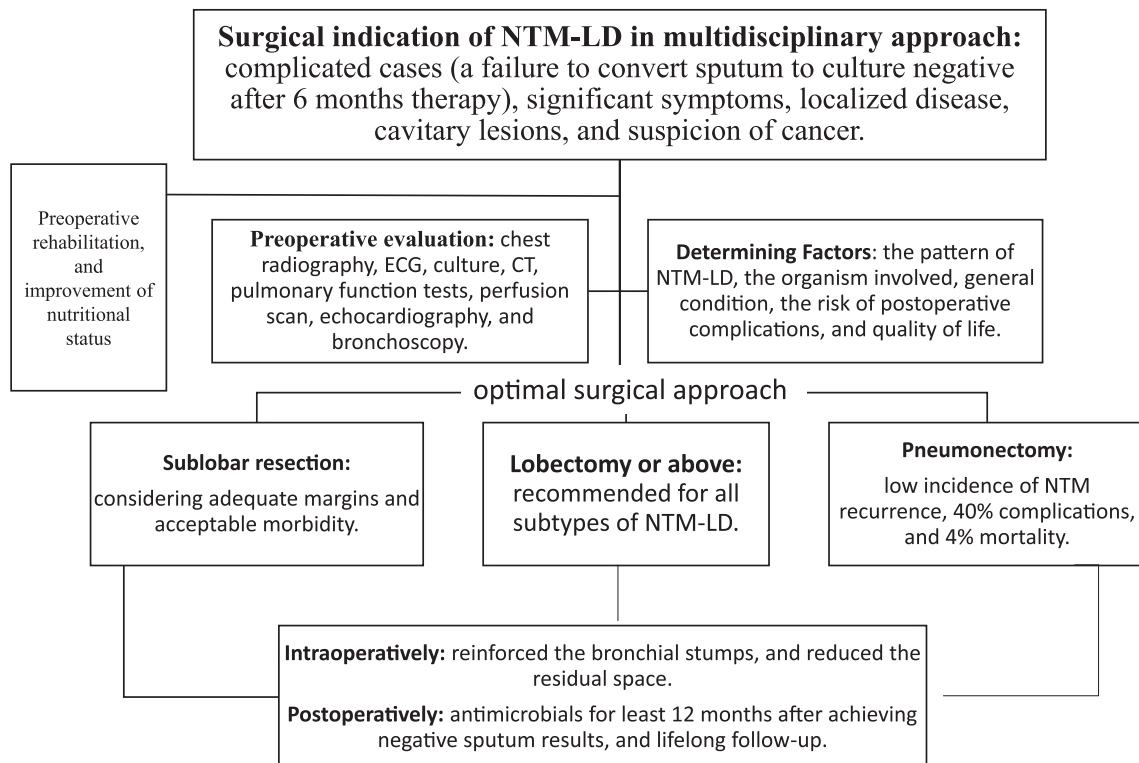 Surgical indication of NTM-LD in multidisciplinary approach:
complicated cases (a failure to convert sputum to culture negative
after 6 months therapy), significant symptoms, localized disease,
cavitary lesions, and suspicion of cancer.
Preoperative
rehabilitation,
and
improvement of
nutritional
status
Preoperative evaluation: chest
radiography, ECG, culture, CT,
pulmonary function tests, perfusion
scan, echocardiography, and
bronchoscopy.
Determining Factors: the pattern of
NTM-LD, the organism involved, general
condition, the risk of postoperative
complications, and quality of life.
optimal surgical approach
Sublobar resection:
considering adequate margins and
acceptable morbidity.
Lobectomy or above:
recommended for all
subtypes of NTM-LD.
Pneumonectomy:
low incidence of NTM
recurrence, 40% complications,
and 4% mortality.
Intraoperatively: reinforced the bronchial stumps, and reduced the
residual space.
Postoperatively: antimicrobials for least 12 months after achieving
negative sputum results, and lifelong follow-up.